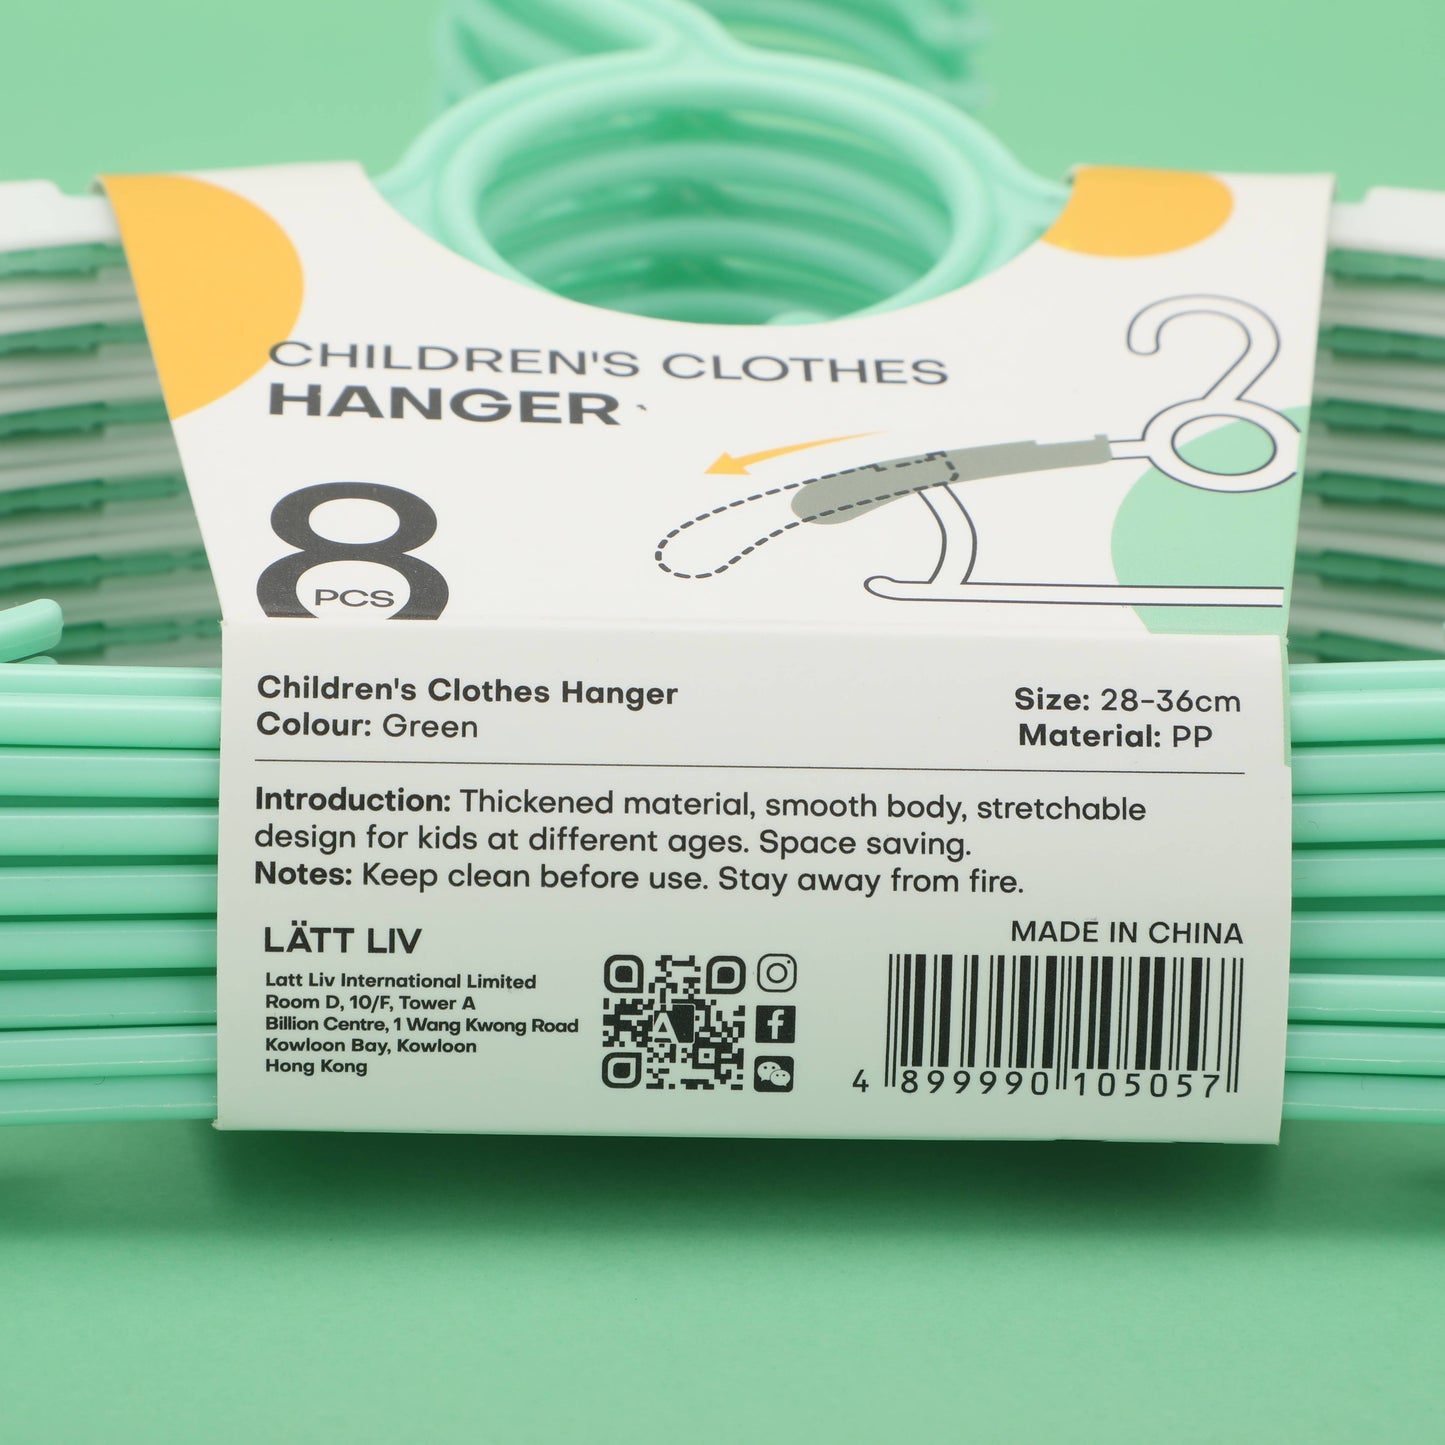 CHILDREN'S CLOTHES
HANGER
8
PCS
Children's Clothes Hanger
Colour: Green
Size: 28-36cm
Material: PP
Introduction: Thickened material, smooth body, stretchable
design for kids at different ages. Space saving.
Notes: Keep clean before use. Stay away from fire.
LÄTT LIV
Latt Liv International Limited
Room D, 10/F, Tower A
Billion Centre, 1 Wang Kwong Road
Kowloon Bay, Kowloon
Hong Kong
MADE IN CHINA
4 899990 105057